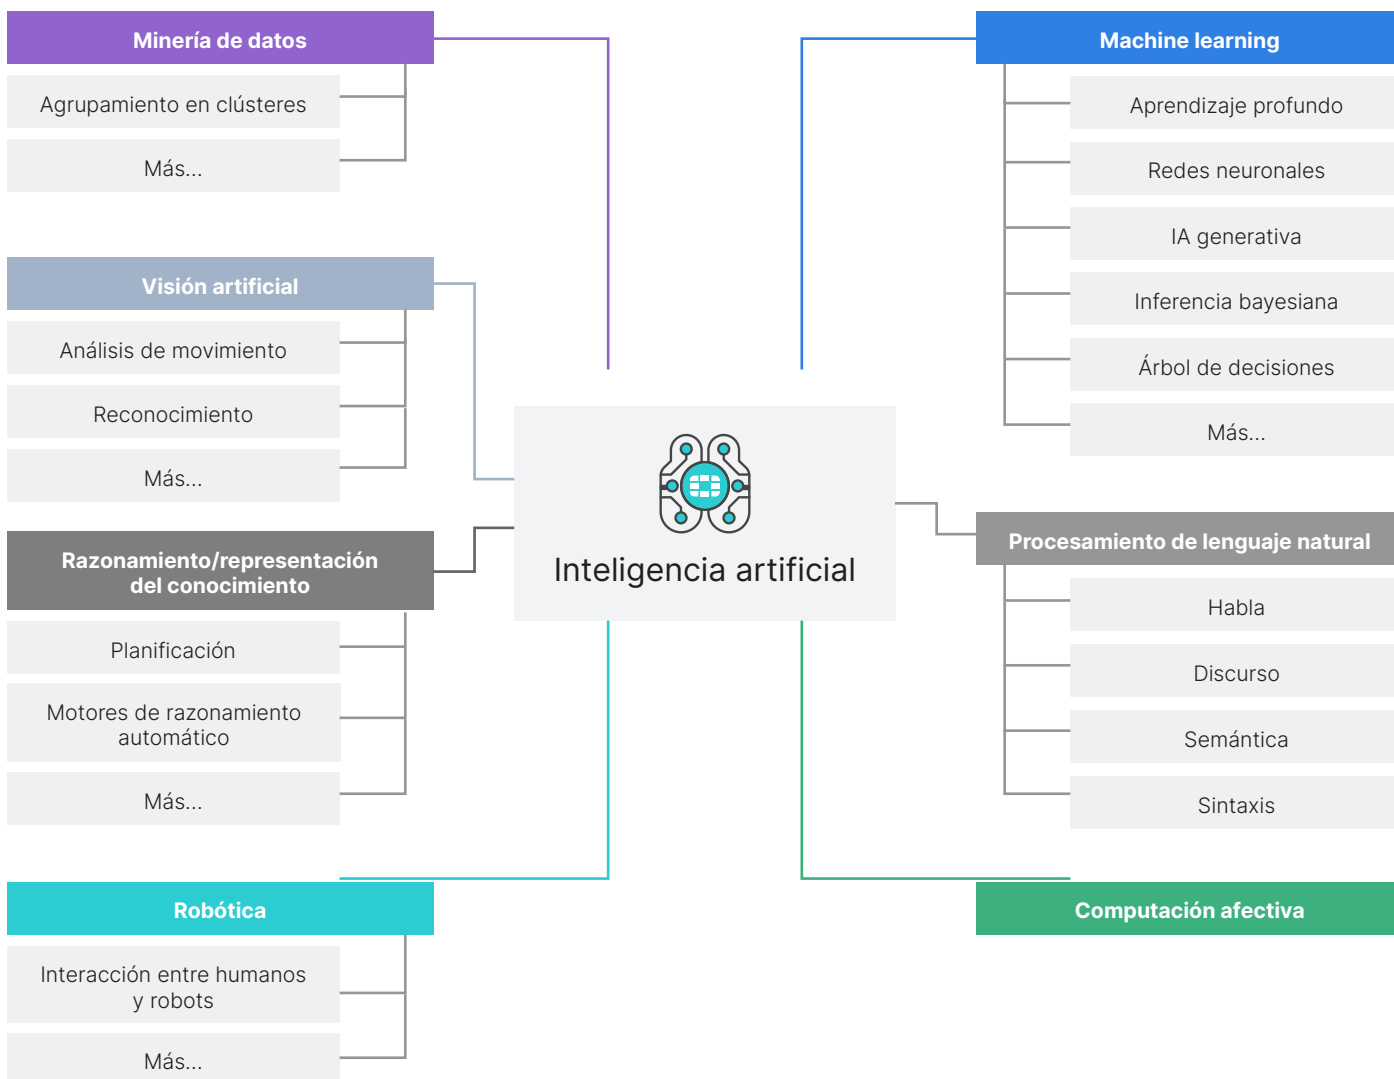 Minería de datos
Agrupamiento en clústeres
Más...
Visión artificial
Análisis de movimiento
Reconocimiento
Más...
Razonamiento/representación
del conocimiento
Planificación
Motores de razonamiento
automático
Más...
Robótica
Interacción entre humanos
y robots
Más...
Inteligencia artificial
Machine learning
Aprendizaje profundo
Redes neuronales
IA generativa
Inferencia bayesiana
Árbol de decisiones
Más...
Procesamiento de lenguaje natural
Habla
Discurso
Semántica
Sintaxis
Computación afectiva